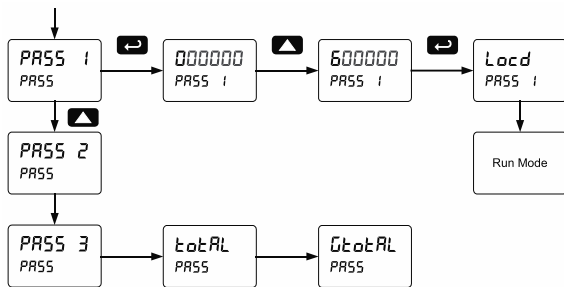 PASS 1
PASS
000000
PASS 1
600000
PASS 1
Locd
PASS 1
PASS 2
PASS
Run Mode
PASS 3
PASS
totAL
PASS
GtotAL
PASS